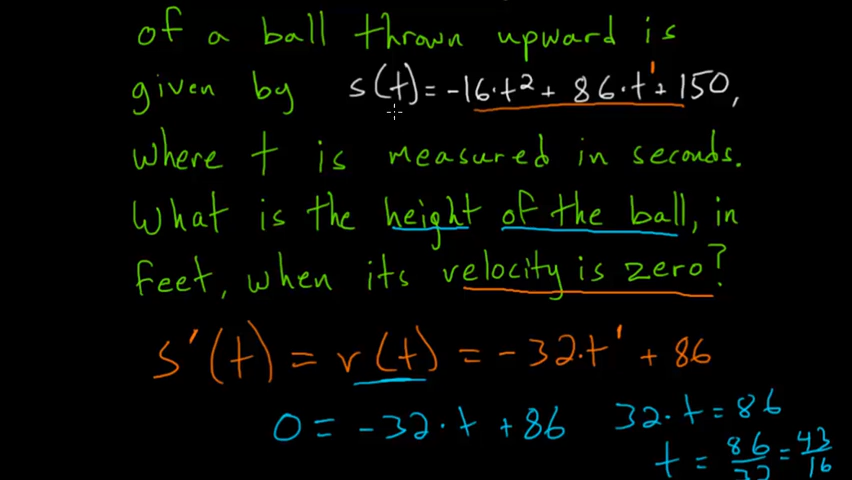 of a ball thrown upward is
given by s(t) = -16·t² + 86·t¹ + 150,
where t is measured in seconds.
What is the height of the ball, in
feet, when its velocity is zero?
s'(t) = v(t) = -32·t¹ + 86
0 = -32·t + 86 32·t = 86
t = 86/32 = 43/16